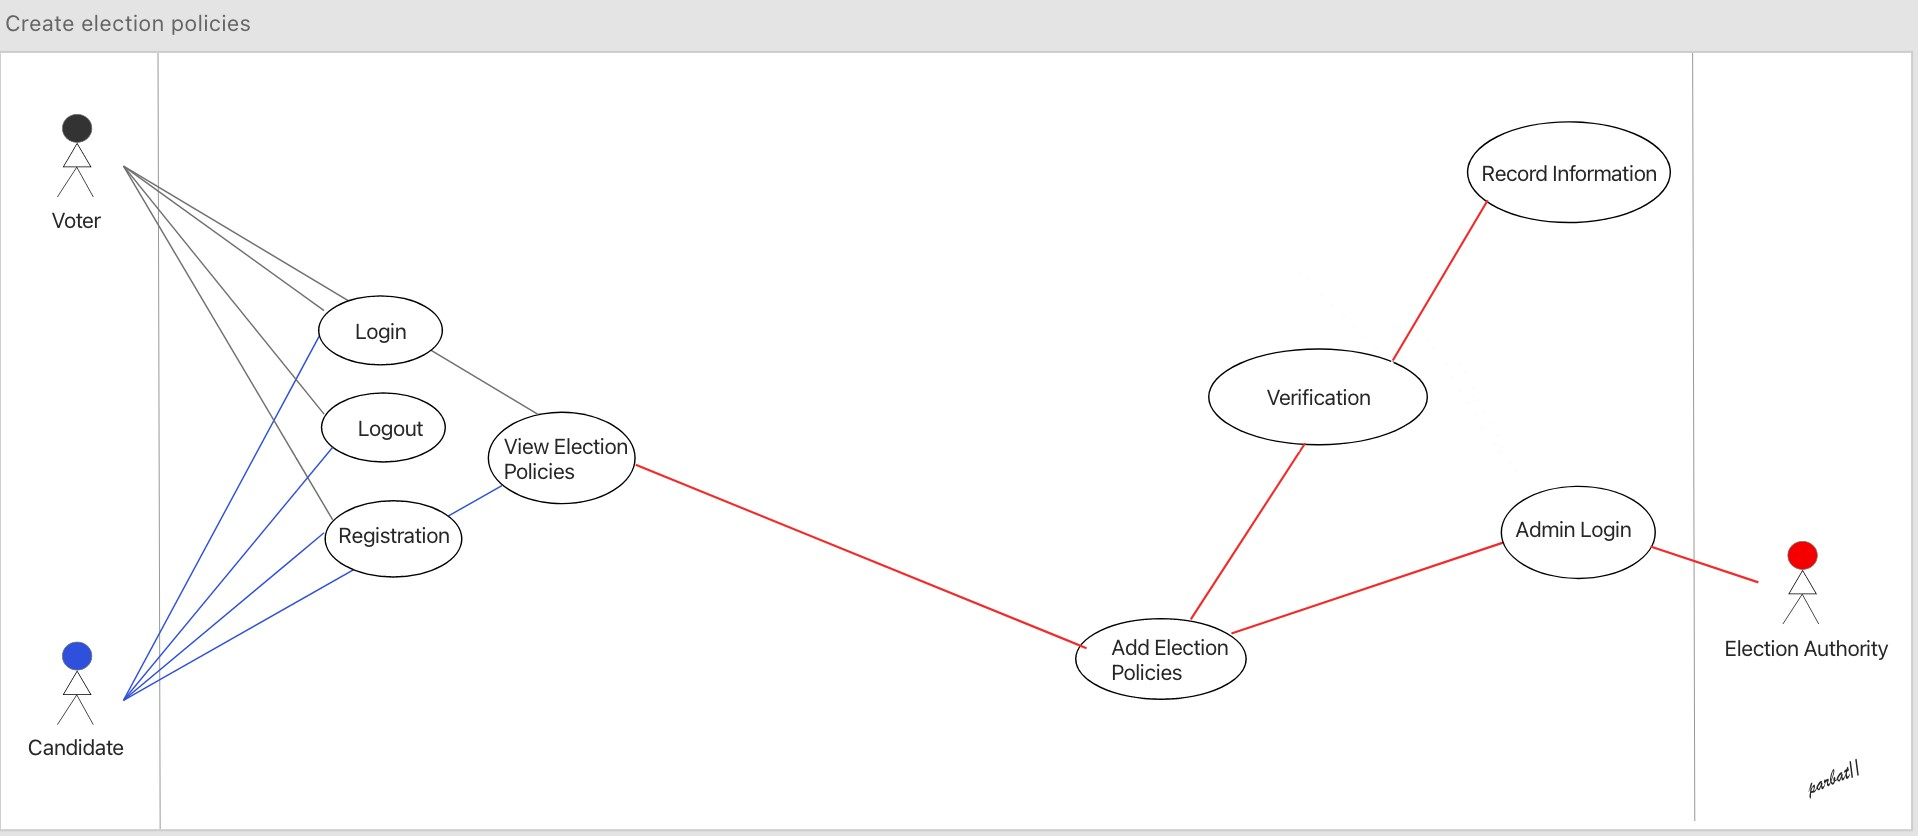 Create election policies
Voter
Record Information
Login
Verification
Logout
View Election
Policies
Registration
Admin Login
Add Election
Policies
Election Authority
Candidate
parbat||